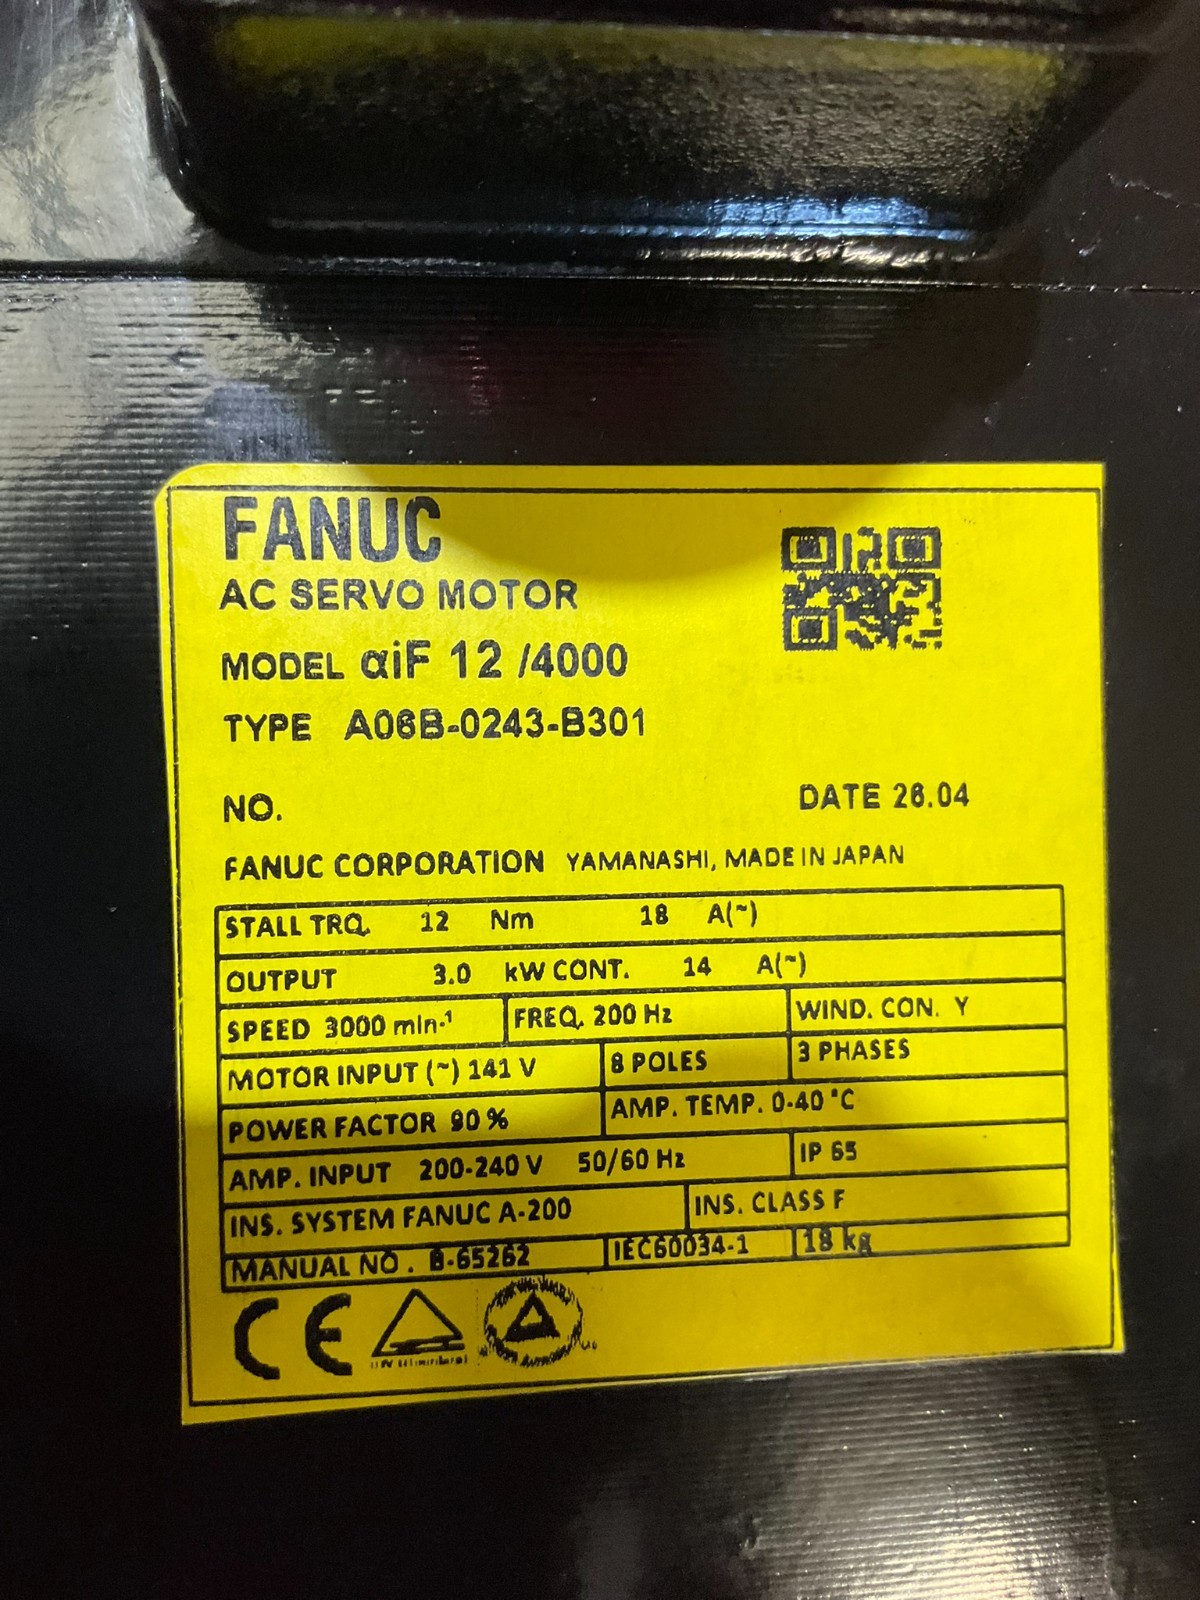 FANUC
AC SERVO MOTOR
MODEL αiF 12 /4000
TYPE A06B-0243-B301
NO. DATE 26.04
FANUC CORPORATION YAMANASHI, MADE IN JAPAN
STALL TRQ. 12 Nm 18 A(~)
OUTPUT 3.0 kW CONT. 14 A(~)
SPEED 3000 min-¹ FREQ. 200 Hz WIND. CON. Y
MOTOR INPUT (~) 141 V 8 POLES 3 PHASES
POWER FACTOR 90 % AMP. TEMP. 0-40 °C
AMP. INPUT 200-240 V 50/60 Hz IP 65
INS. SYSTEM FANUC A-200 INS. CLASS F
MANUAL NO . B-65262 IEC60034-1 18 kg
CE